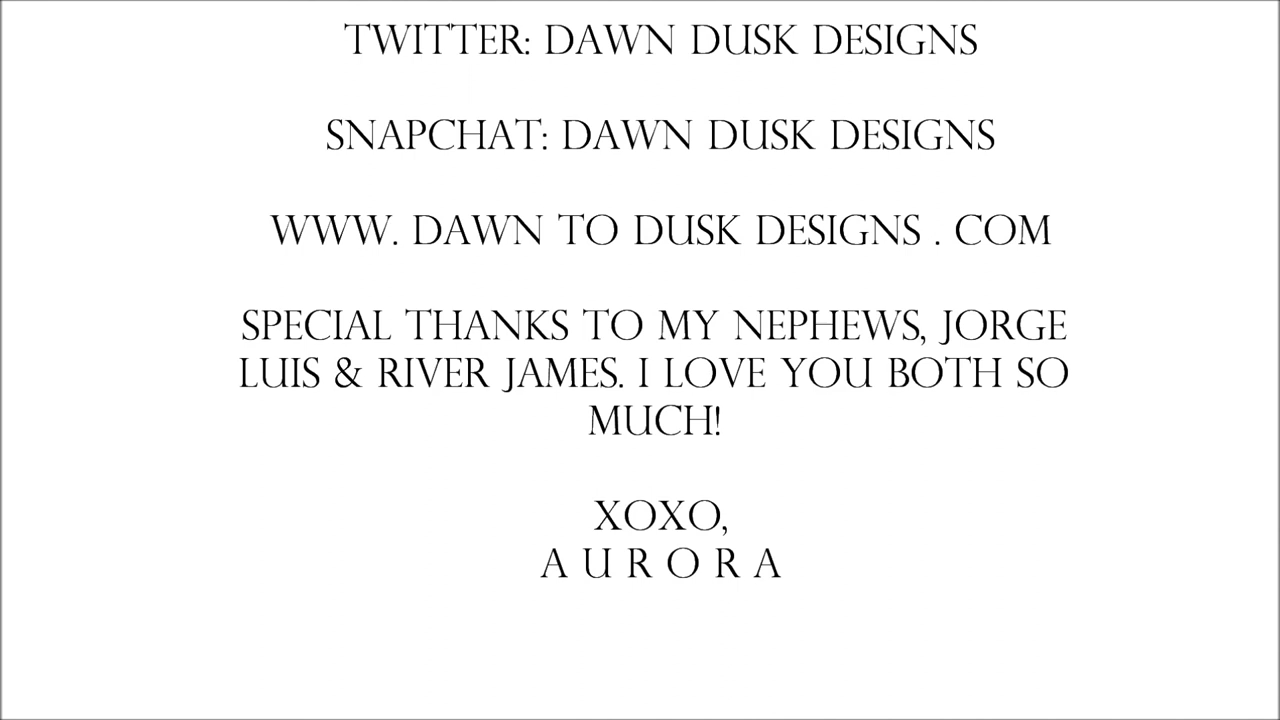 TWITTER: DAWN DUSK DESIGNS
SNAPCHAT: DAWN DUSK DESIGNS
WWW. DAWN TO DUSK DESIGNS . COM
SPECIAL THANKS TO MY NEPHEWS, JORGE
LUIS & RIVER JAMES. I LOVE YOU BOTH SO
MUCH!
XOXO,
A U R O R A